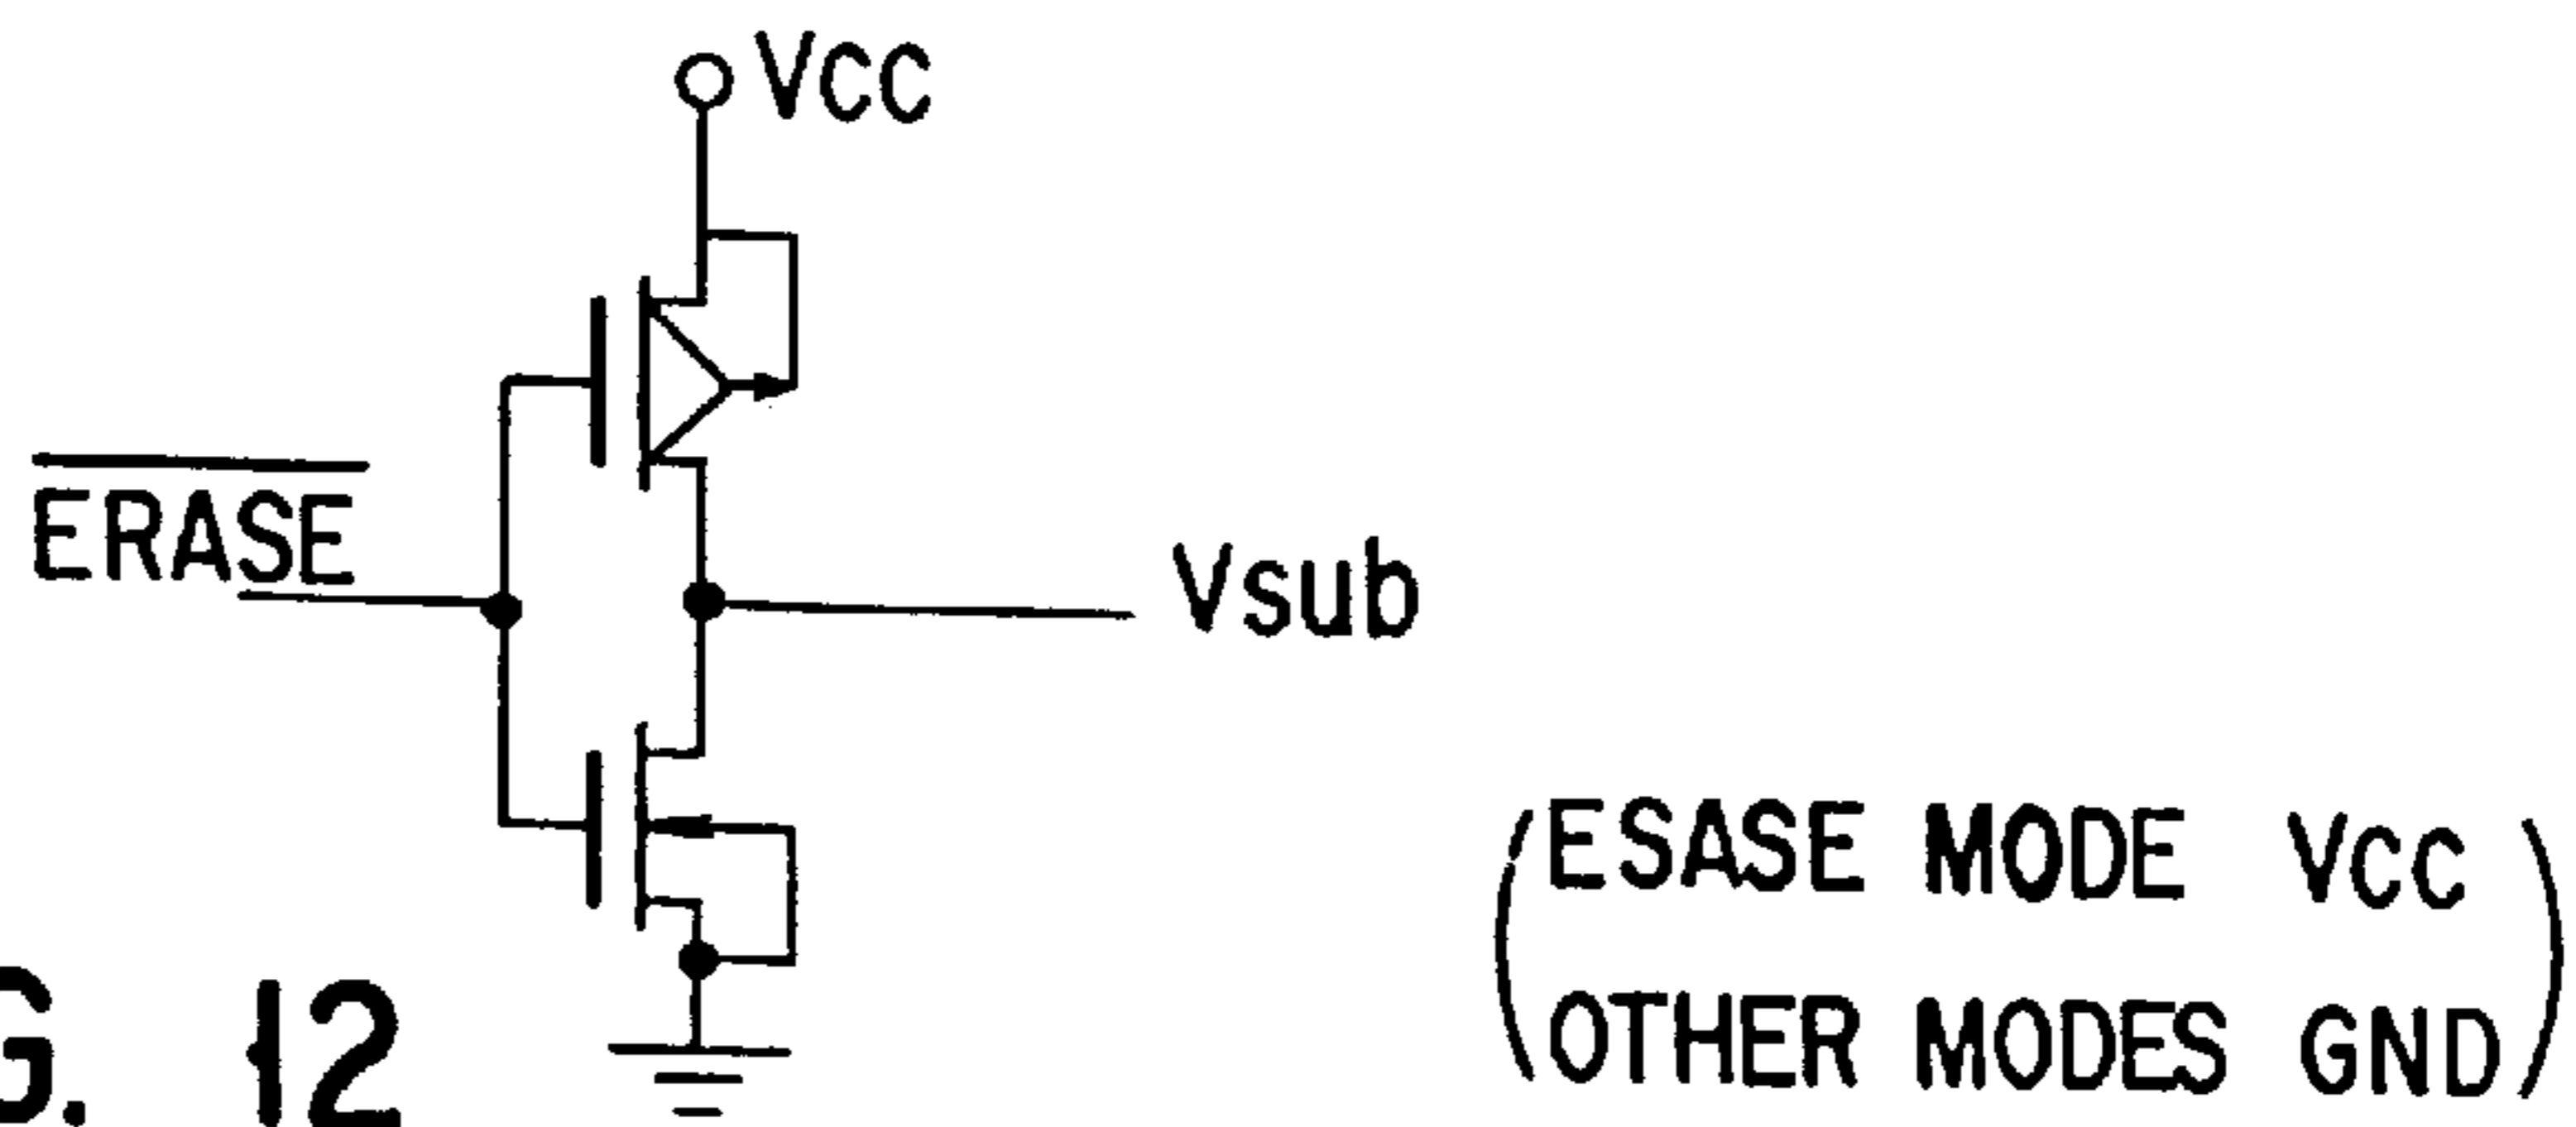 Vcc
ERASE
Vsub
(ESASE MODE Vcc
OTHER MODES GND)
G. 12